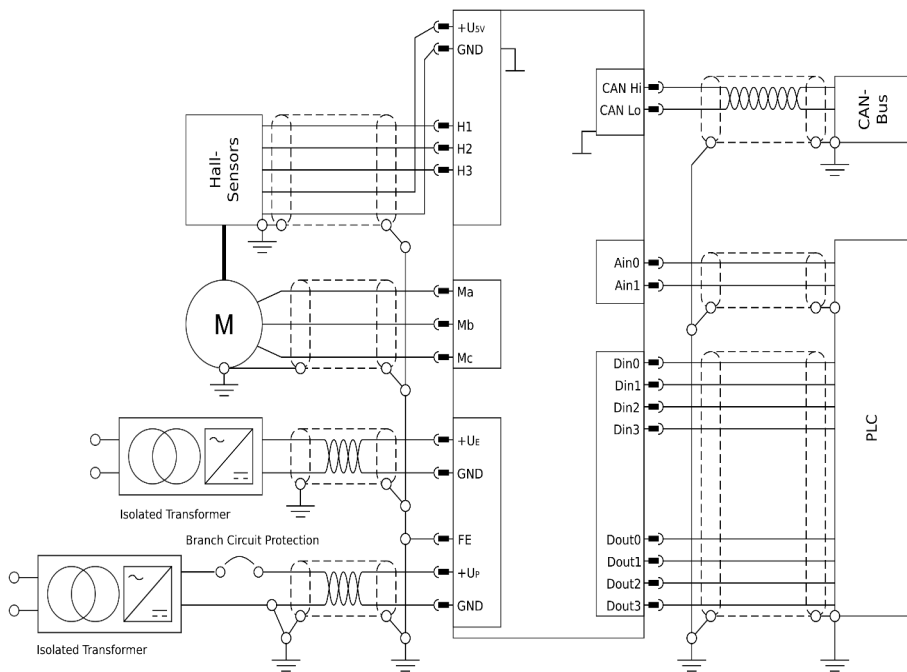 +U5V
GND
H1
H2
H3
Hall-
Sensors
CAN Hi
CAN Lo
CAN-
Bus
Ain0
Ain1
M
Ma
Mb
Mc
Din0
Din1
Din2
Din3
PLC
+UE
GND
Isolated Transformer
Branch Circuit Protection
FE
+UP
GND
Dout0
Dout1
Dout2
Dout3
Isolated Transformer